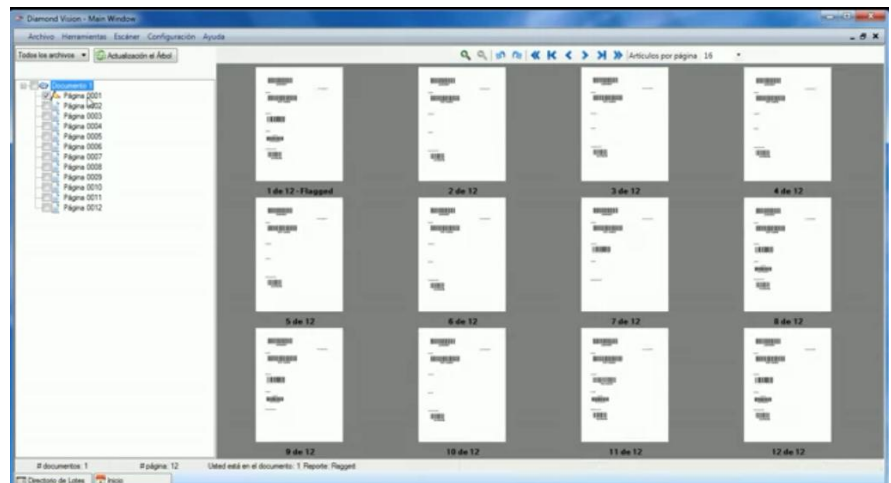 Diamond Vision - Main Window
Archivo Herramientas Escáner Configuración Ayuda
Todos los archivos Actualización el Árbol Artículos por página 16
Documento 1
Página 0001
Página 0002
Página 0003
Página 0004
Página 0005
Página 0006
Página 0007
Página 0008
Página 0009
Página 0010
Página 0011
Página 0012
1 de 12 - Flagged 2 de 12 3 de 12 4 de 12
5 de 12 6 de 12 7 de 12 8 de 12
9 de 12 10 de 12 11 de 12 12 de 12
# documentos: 1 # página: 12 Usted está en el documento: 1 Reporte: Flagged
Directorio de Lotes Inicio